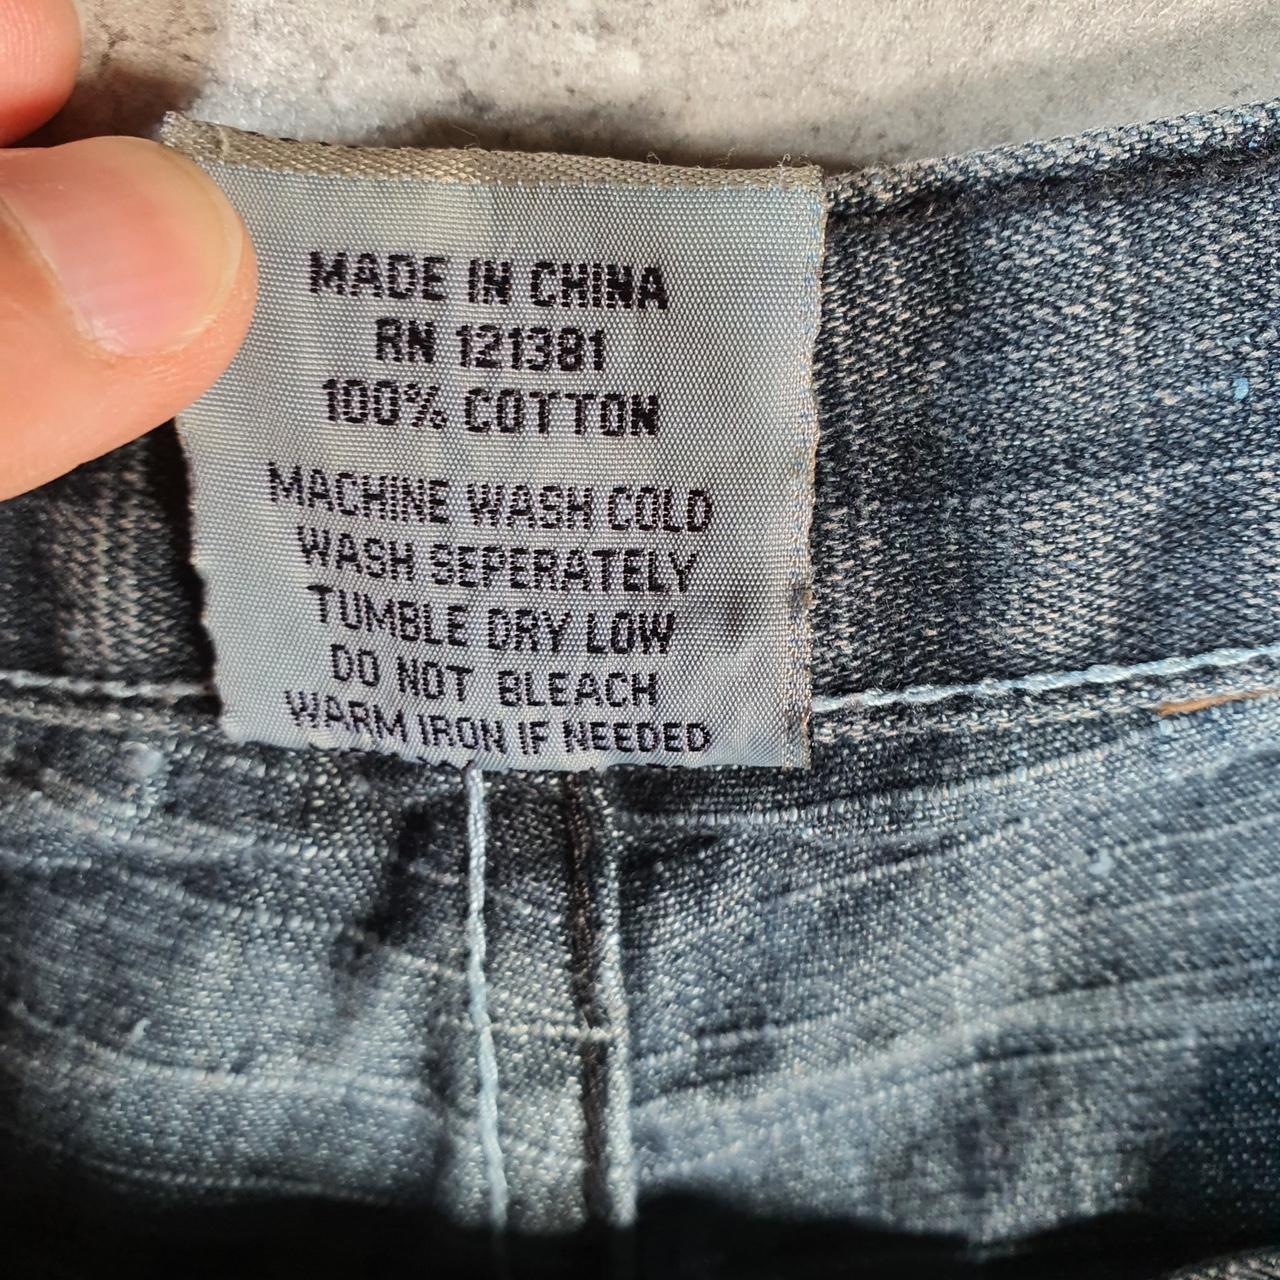 MADE IN CHINA
RN 121381
100% COTTON
MACHINE WASH COLD
WASH SEPERATELY
TUMBLE DRY LOW
DO NOT BLEACH
WARM IRON IF NEEDED